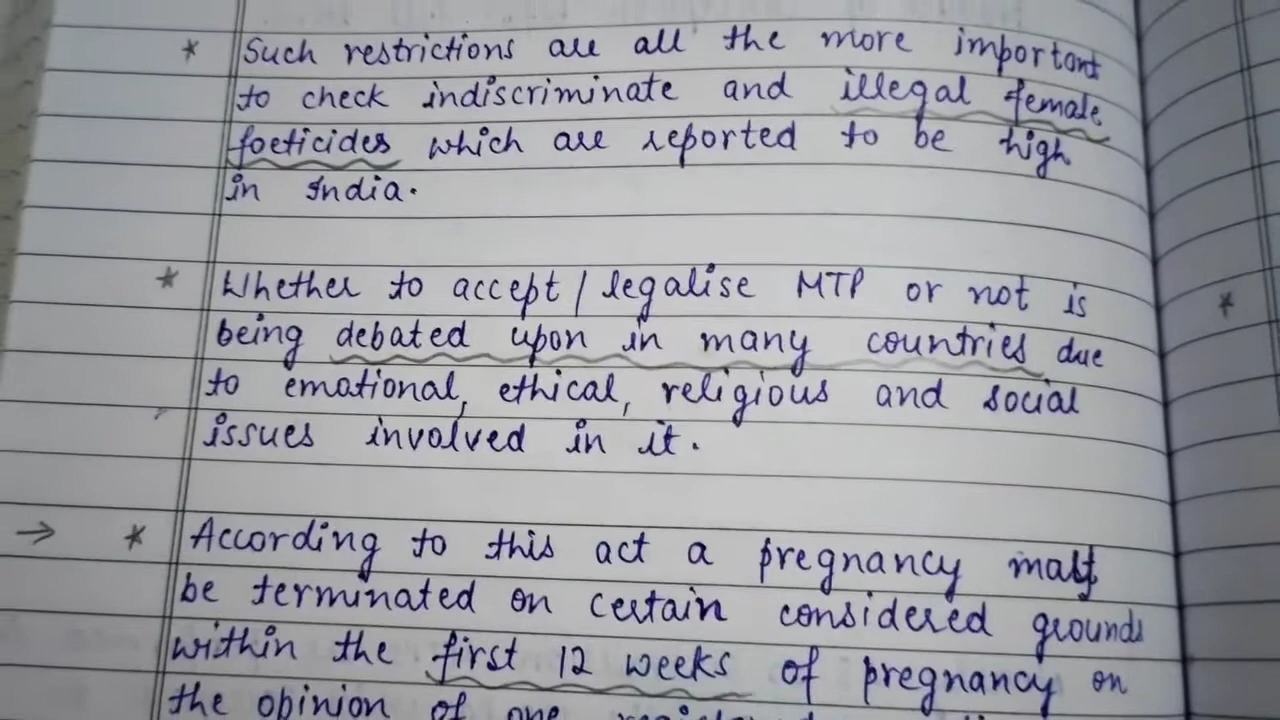 * Such restrictions are all the more important
to check indiscriminate and illegal female
foeticides which are reported to be high
in India.
* Whether to accept / legalise MTP or not is
being debated upon in many countries due
to emotional, ethical, religious and social
issues involved in it.
→ * According to this act a pregnancy may
be terminated on certain considered grounds
within the first 12 weeks of pregnancy on
the opinion of one
*